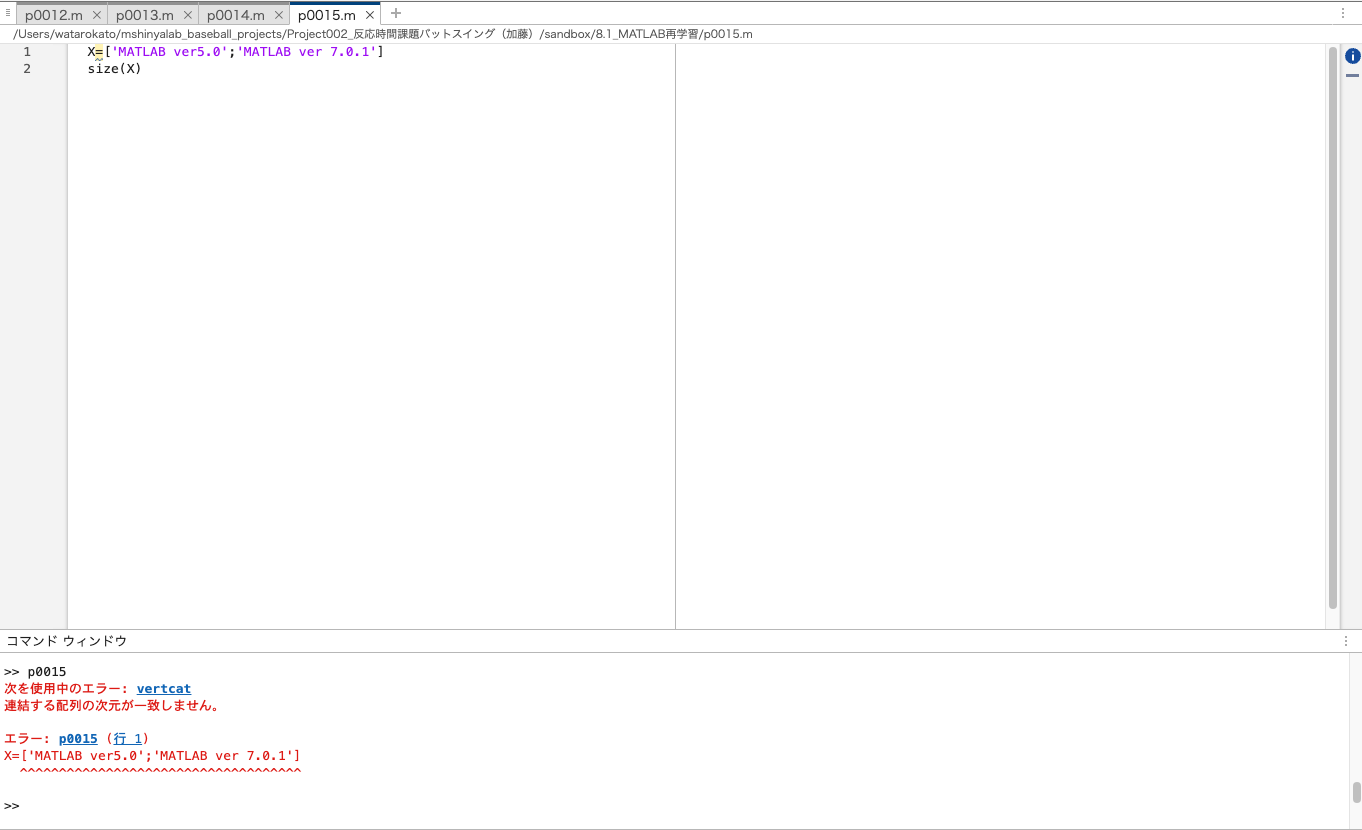 p0012.m × p0013.m × p0014.m × p0015.m × +
/Users/watarokato/mshinyalab_baseball_projects/Project002_反応時間課題バットスイング（加藤）/sandbox/8.1_MATLAB再学習/p0015.m
1 X=['MATLAB ver5.0';'MATLAB ver 7.0.1']
2 size(X)
コマンド ウィンドウ
>> p0015
次を使用中のエラー: vertcat
連結する配列の次元が一致しません。
エラー: p0015 (行 1)
X=['MATLAB ver5.0';'MATLAB ver 7.0.1']
^^^^^^^^^^^^^^^^^^^^^^^^^^^^^^^^^^^^
>>